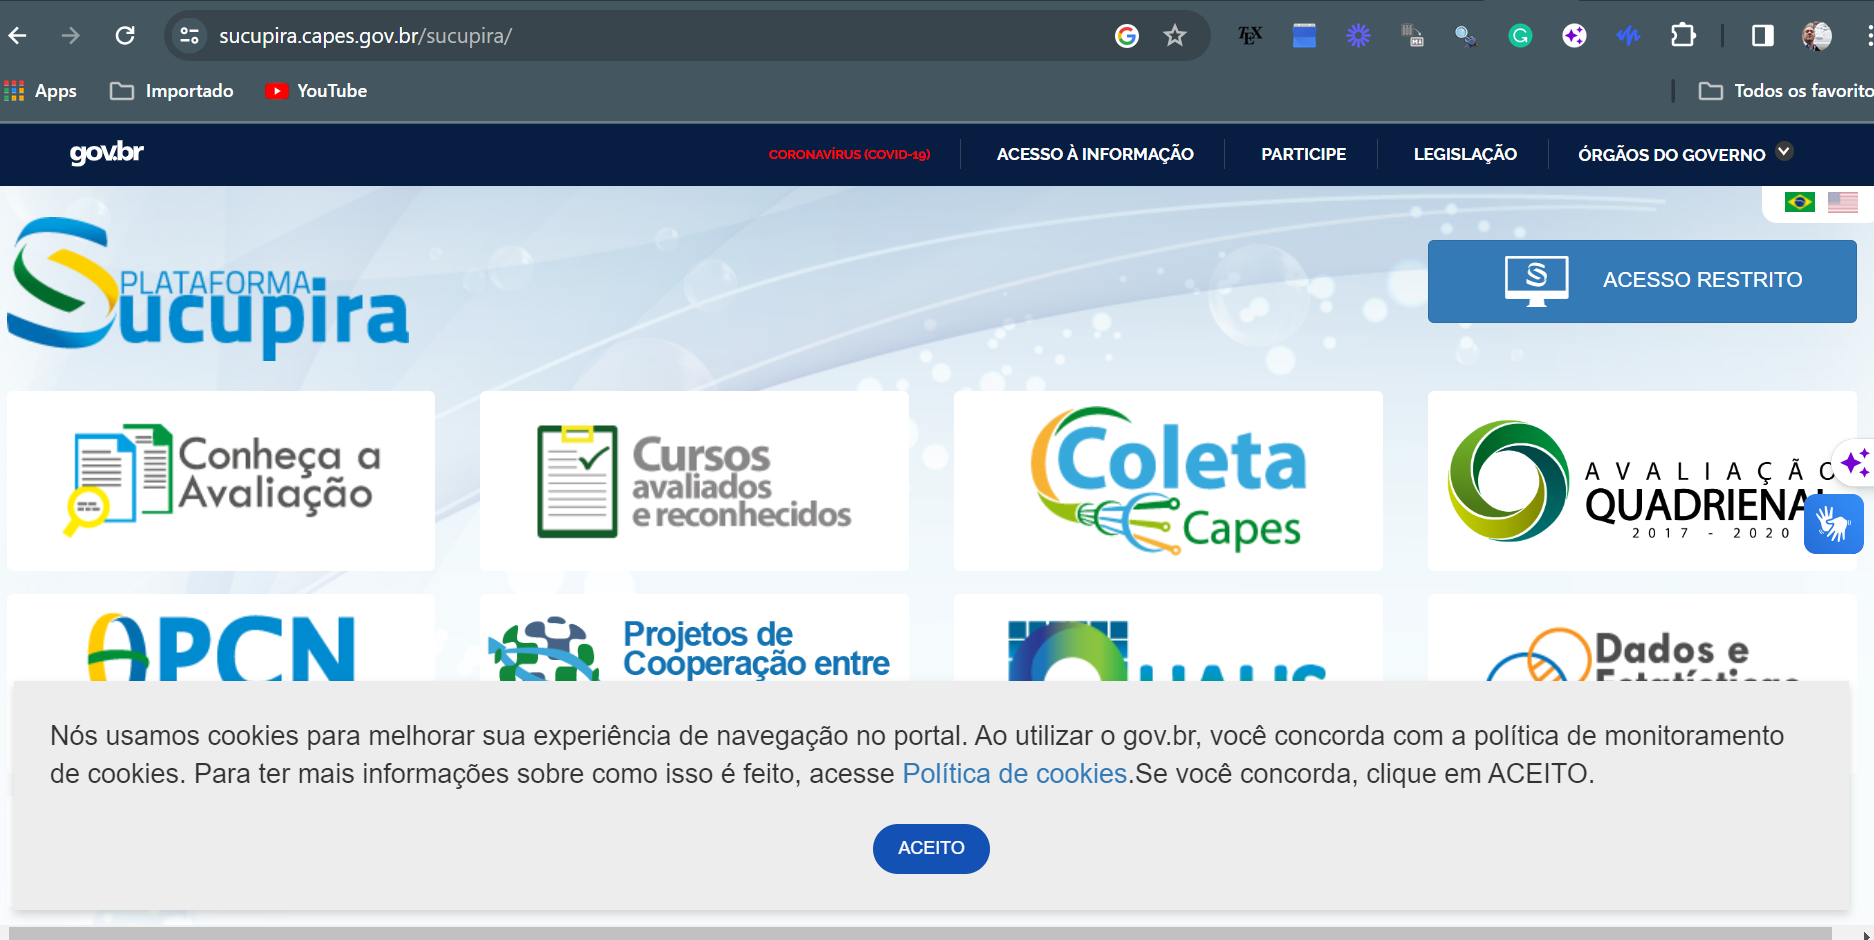 sucupira.capes.gov.br/sucupira/
TEX
Apps
Importado
YouTube
Todos os favorito
gov.br
CORONAVÍRUS (COVID-19)
ACESSO À INFORMAÇÃO
PARTICIPE
LEGISLAÇÃO
ÓRGÃOS DO GOVERNO
PLATAFORMA
Sucupira
ACESSO RESTRITO
Conheça a
Avaliação
Cursos
avaliados
e reconhecidos
Coleta
Capes
AVALIAÇÃO
QUADRIENAL
2017 - 2020
APCN
Projetos de
Cooperação entre
QUALIS
Dados e
Estatísticas
Nós usamos cookies para melhorar sua experiência de navegação no portal. Ao utilizar o gov.br, você concorda com a política de monitoramento
de cookies. Para ter mais informações sobre como isso é feito, acesse Política de cookies.Se você concorda, clique em ACEITO.
ACEITO